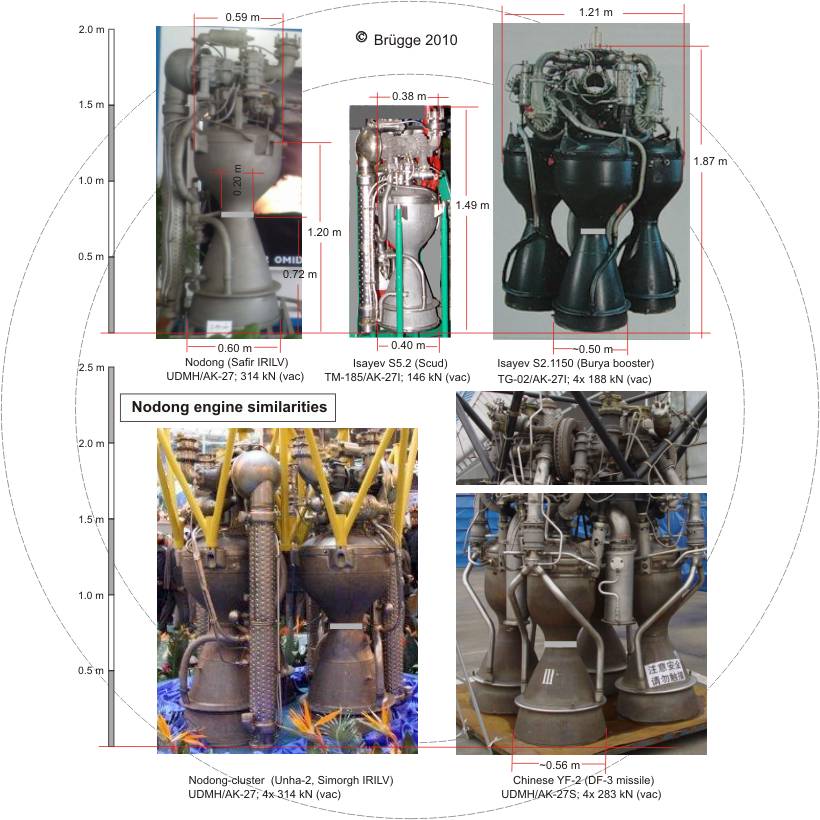 0.59 m
1.21 m
2.0 m
© Brügge 2010
1.5 m
0.38 m
1.0 m
0.20 m
1.87 m
1.49 m
1.20 m
0.5 m
OMID
0.72 m
0.60 m
0.40 m
~0.50 m
Nodong (Safir IRILV)
UDMH/AK-27; 314 kN (vac)
Isayev S5.2 (Scud)
TM-185/AK-27I; 146 kN (vac)
Isayev S2.1150 (Burya booster)
TG-02/AK-27I; 4x 188 kN (vac)
2.5 m
Nodong engine similarities
2.0 m
1.5 m
1.0 m
0.5 m
注意安全
请勿触摸
~0.56 m
Nodong-cluster (Unha-2, Simorgh IRILV)
UDMH/AK-27; 4x 314 kN (vac)
Chinese YF-2 (DF-3 missile)
UDMH/AK-27S; 4x 283 kN (vac)